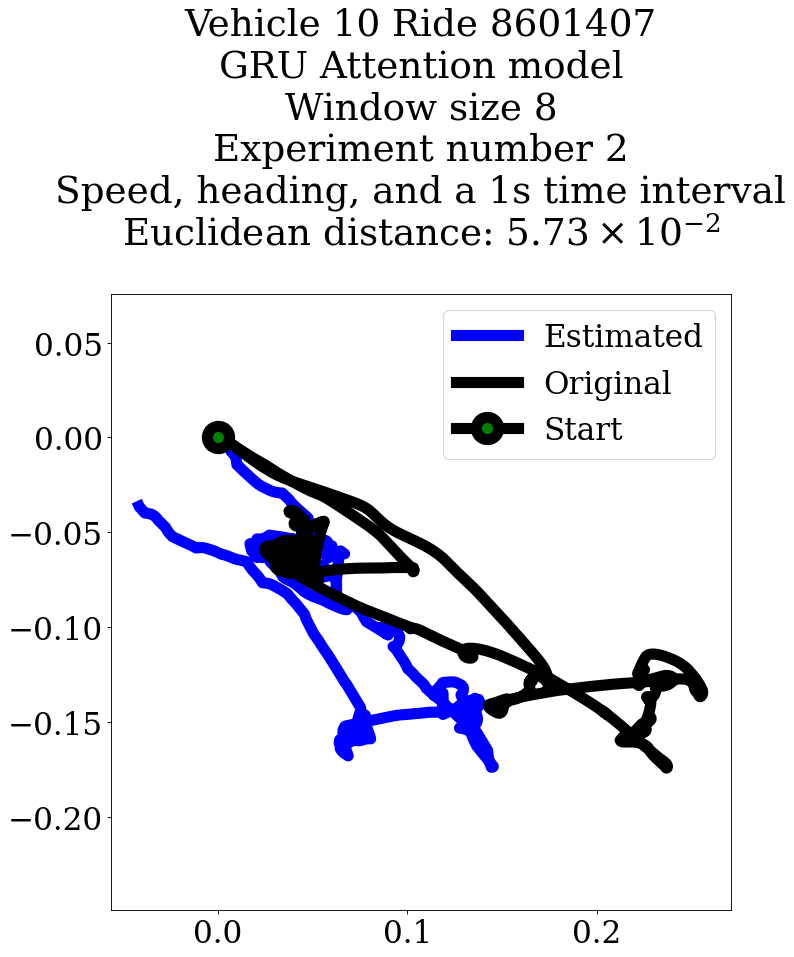 Vehicle 10 Ride 8601407
GRU Attention model
Window size 8
Experiment number 2
Speed, heading, and a 1s time interval
Euclidean distance: 5.73 × 10⁻²
Estimated
Original
Start
0.05
0.00
−0.05
−0.10
−0.15
−0.20
0.0 0.1 0.2